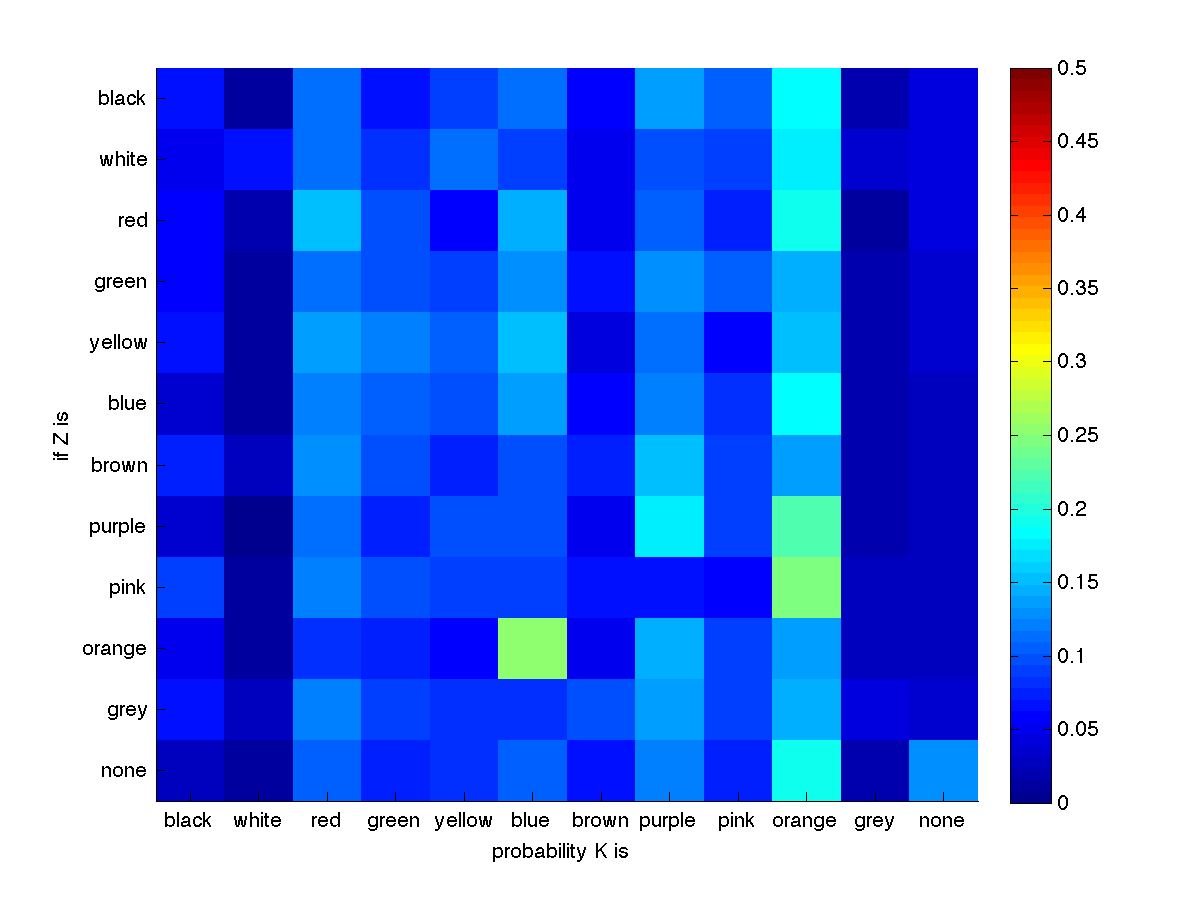 black
white
red
green
yellow
blue
brown
purple
pink
orange
grey
none
if Z is
black white red green yellow blue brown purple pink orange grey none
probability K is
0.5
0.45
0.4
0.35
0.3
0.25
0.2
0.15
0.1
0.05
0